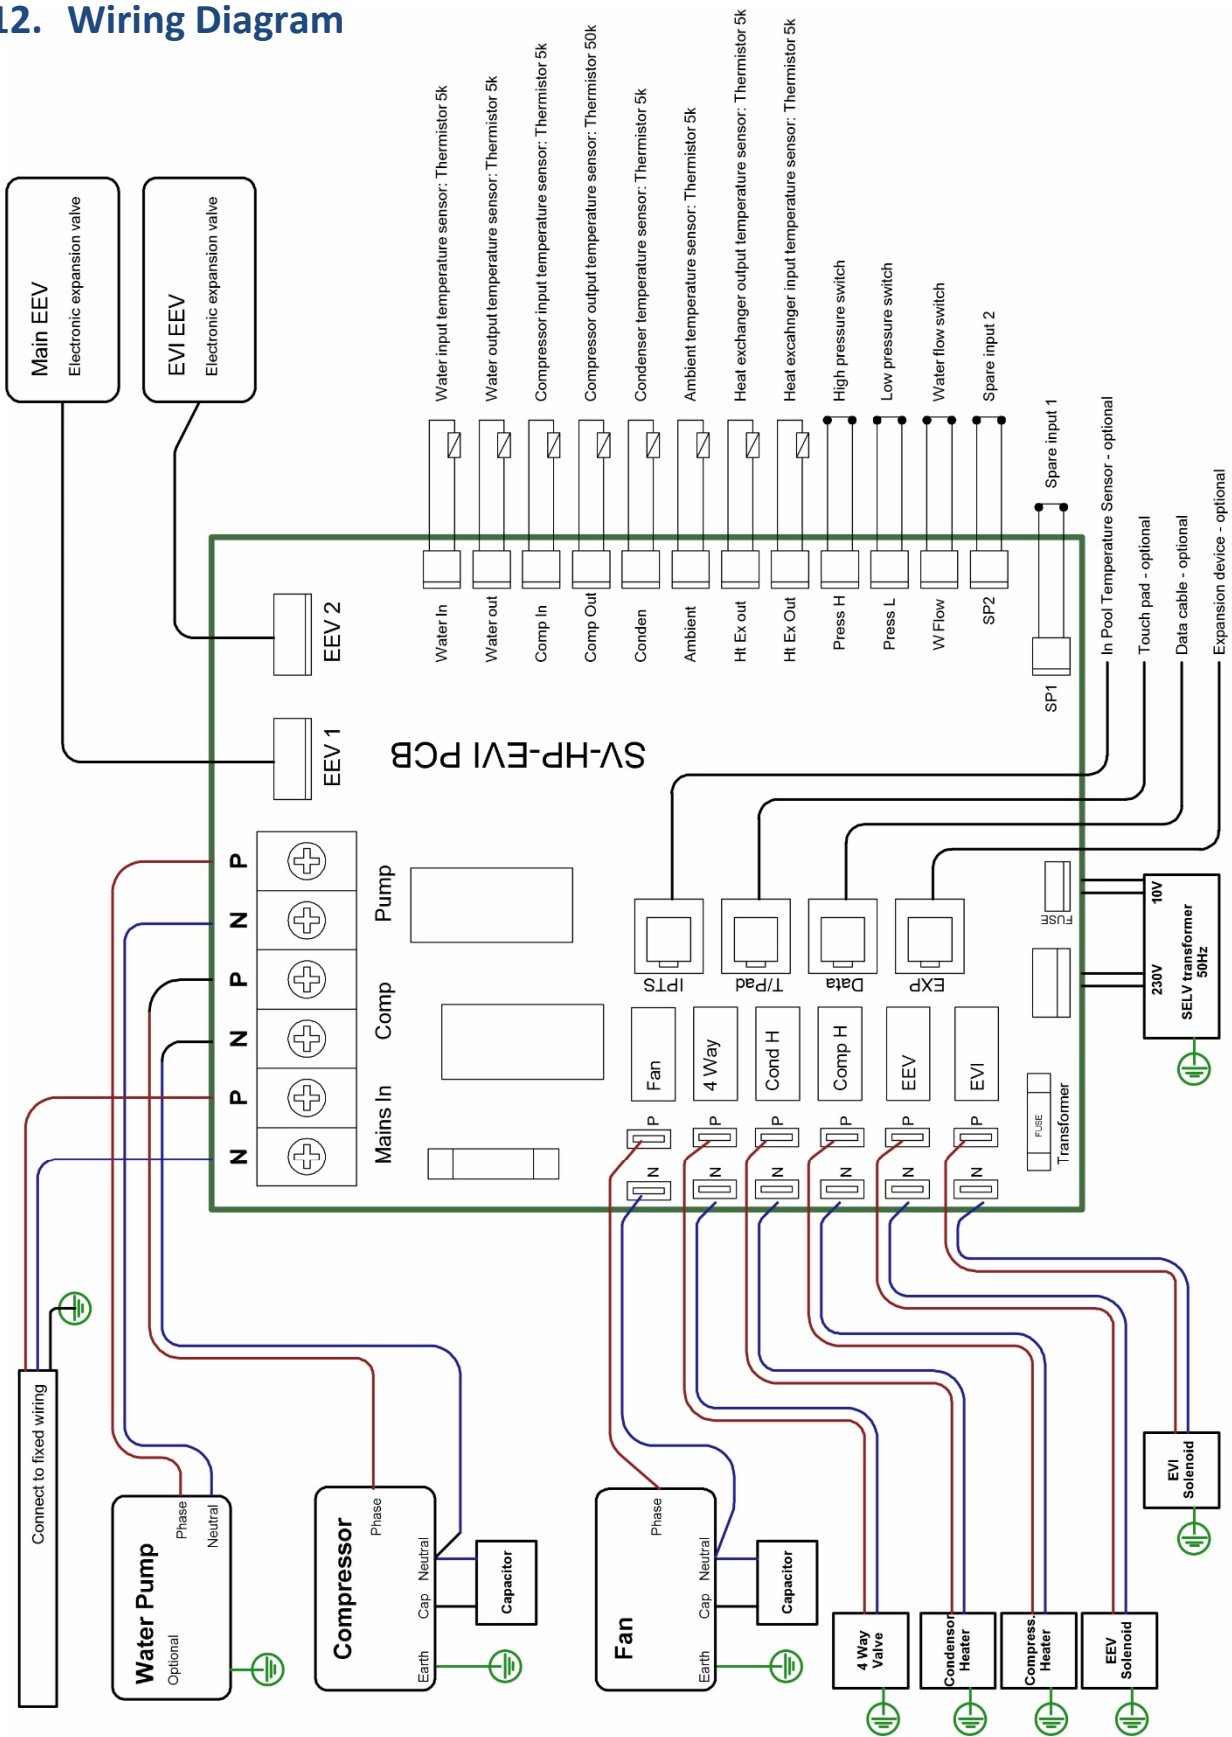 12. Wiring Diagram
Main EEV
Electronic expansion valve
EVI EEV
Electronic expansion valve
Water input temperature sensor: Thermistor 5k
Water output temperature sensor: Thermistor 5k
Compressor input temperature sensor: Thermistor 5k
Compressor output temperature sensor: Thermistor 50k
Condenser temperature sensor: Thermistor 5k
Ambient temperature sensor: Thermistor 5k
Heat exchanger output temperature sensor: Thermistor 5k
Heat excahnger input temperature sensor: Thermistor 5k
High pressure switch
Low pressure switch
Water flow switch
Spare input 2
Spare input 1
In Pool Temperature Sensor - optional
Touch pad - optional
Data cable - optional
Expansion device - optional
EEV 2
EEV 1
Water In
Water out
Comp In
Comp Out
Conden
Ambient
Ht Ex out
Ht Ex Out
Press H
Press L
W Flow
SP2
SP1
SV-HP-EVI PCB
P
N
P
N
P
N
Pump
Comp
Mains In
IPTS
T/Pad
Data
EXP
FUSE
10V
230V
SELV transformer
50Hz
Fan
4 Way
Cond H
Comp H
EEV
EVI
FUSE
Transformer
P
P
P
P
P
P
N
N
N
N
N
N
Connect to fixed wiring
Water Pump
Optional
Phase
Neutral
Compressor
Phase
Neutral
Cap
Earth
Capacitor
Fan
Phase
Neutral
Cap
Earth
Capacitor
4 Way
Valve
Condensor
Heater
Compress.
Heater
EEV
Solenoid
EVI
Solenoid